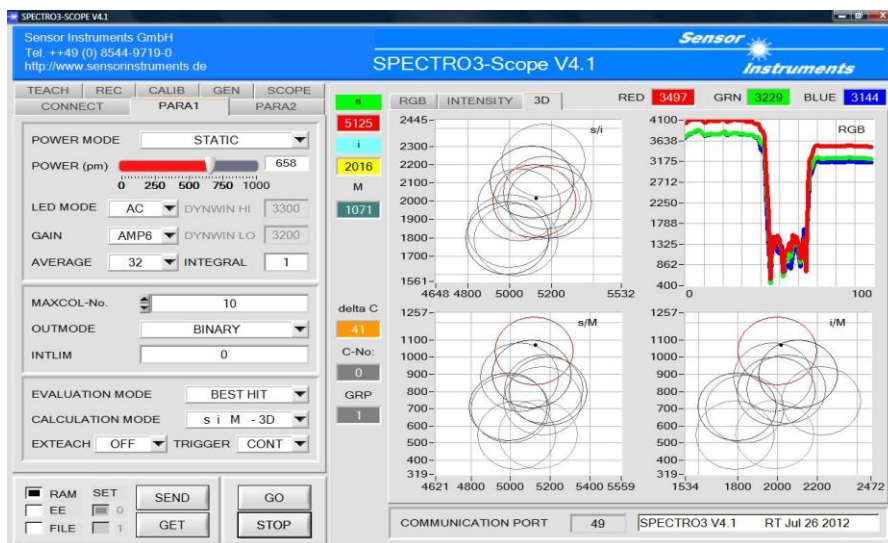 SPECTRO3-SCOPE V4.1
Sensor Instruments GmbH
Tel. ++49 (0) 8544-9719-0
http://www.sensorinstruments.de
SPECTRO3-Scope V4.1
Sensor
Instruments
TEACH REC CALIB GEN SCOPE
CONNECT PARA1 PARA2
POWER MODE STATIC
POWER (pm) 658
0 250 500 750 1000
LED MODE AC DYNWIN HI 3300
GAIN AMP6 DYNWIN LO 3200
AVERAGE 32 INTEGRAL 1
MAXCOL-No. 10
OUTMODE BINARY
INTLIM 0
EVALUATION MODE BEST HIT
CALCULATION MODE s i M - 3D
EXTEACH OFF TRIGGER CONT
RAM SET SEND GO
EE 0
FILE 1 GET STOP
s
5125
i
2016
M
1071
delta C
41
C-No:
0
GRP
1
RGB INTENSITY 3D RED 3497 GRN 3229 BLUE 3144
s/i
2445
2300
2200
2100
2000
1900
1800
1700
1561
4648 4800 5000 5200 5532
RGB
4100
3638
3175
2712
2250
1788
1325
862
400
0 100
s/M
1257
1100
1000
900
800
700
600
500
400
319
4621 4800 5000 5200 5400 5559
i/M
1257
1100
1000
900
800
700
600
500
400
319
1534 1800 2000 2200 2472
COMMUNICATION PORT 49 SPECTRO3 V4.1 RT Jul 26 2012